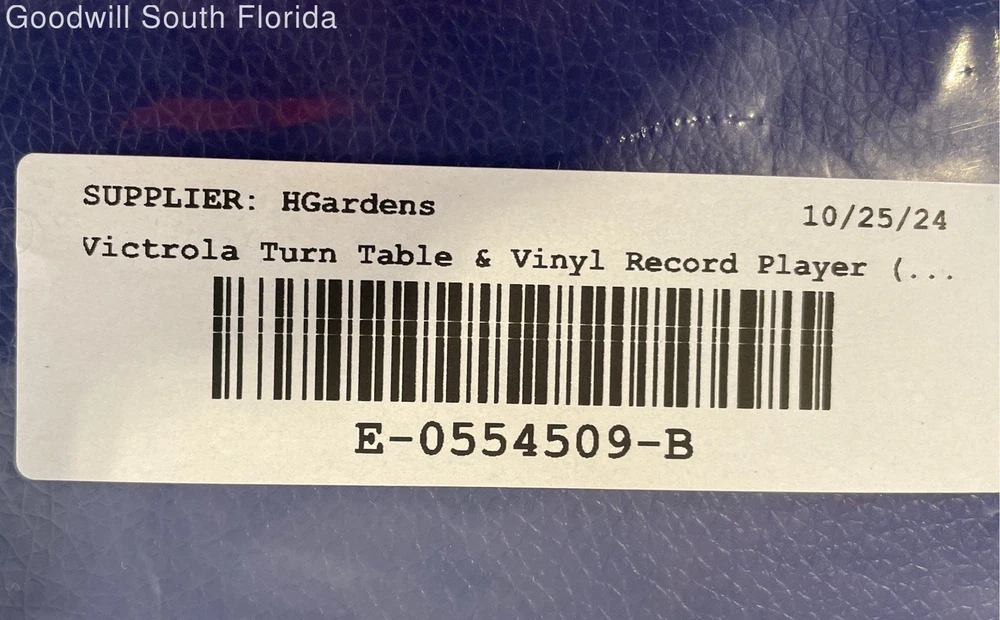 Goodwill South Florida
SUPPLIER: HGardens
10/25/24
Victrola Turn Table & Vinyl Record Player (...
E-0554509-B